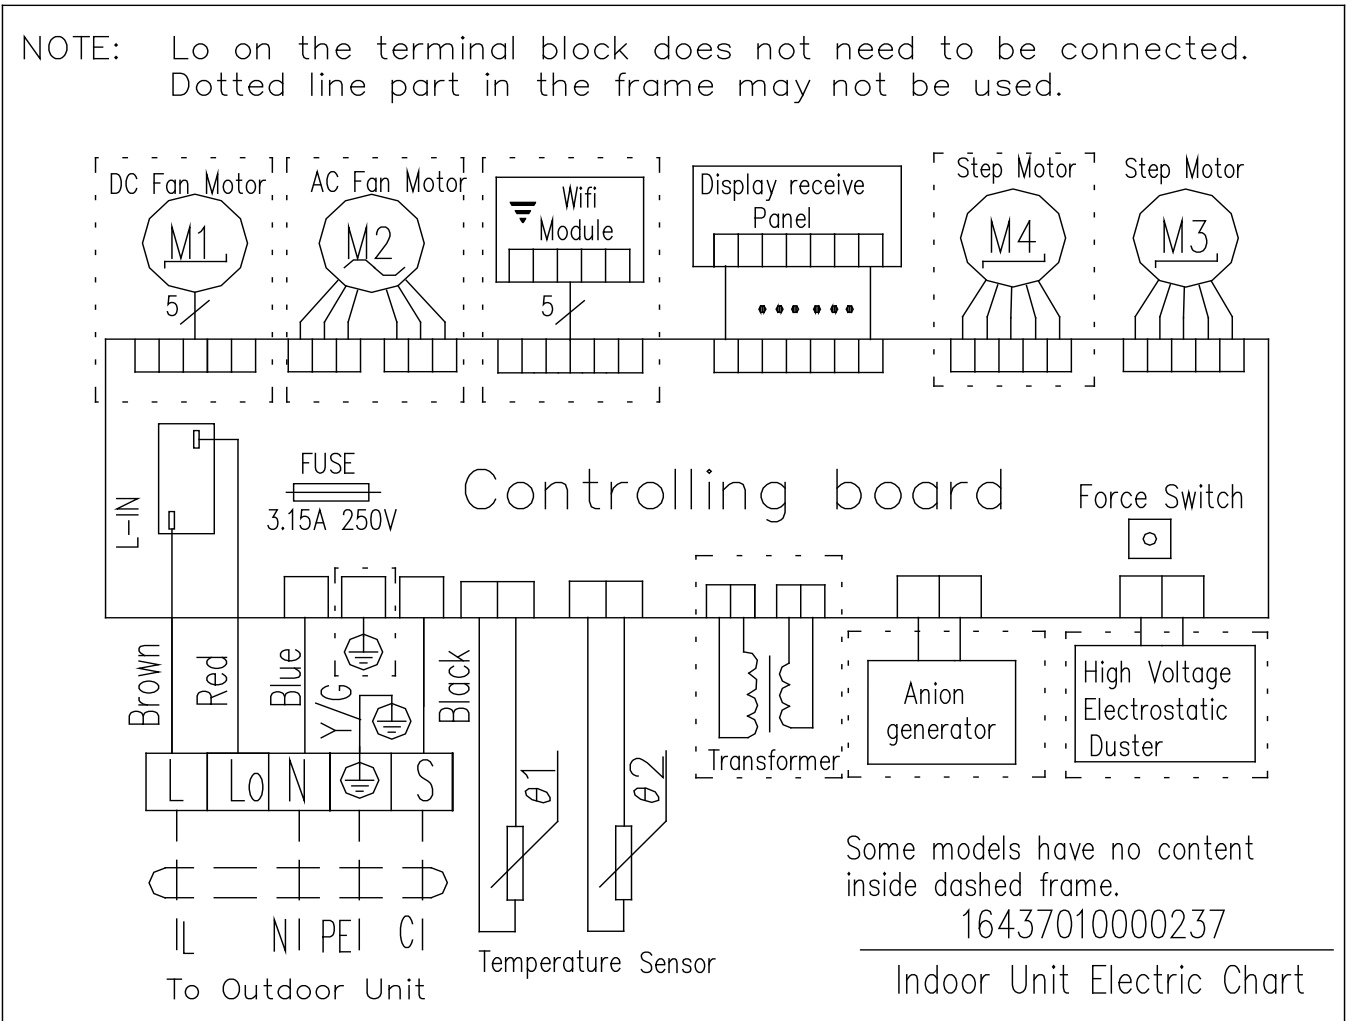 NOTE: Lo on the terminal block does not need to be connected.
Dotted line part in the frame may not be used.
DC Fan Motor
M1
5
AC Fan Motor
M2
Wifi
Module
5
Display receive
Panel
Step Motor
M4
Step Motor
M3
L-IN
FUSE
3.15A 250V
Controlling board
Force Switch
Brown
Red
Blue
Y/G
Black
L
Lo
N
S
θ1
θ2
Transformer
Anion
generator
High Voltage
Electrostatic
Duster
IL
NI
PEI
CI
To Outdoor Unit
Temperature Sensor
Some models have no content
inside dashed frame.
16437010000237
Indoor Unit Electric Chart